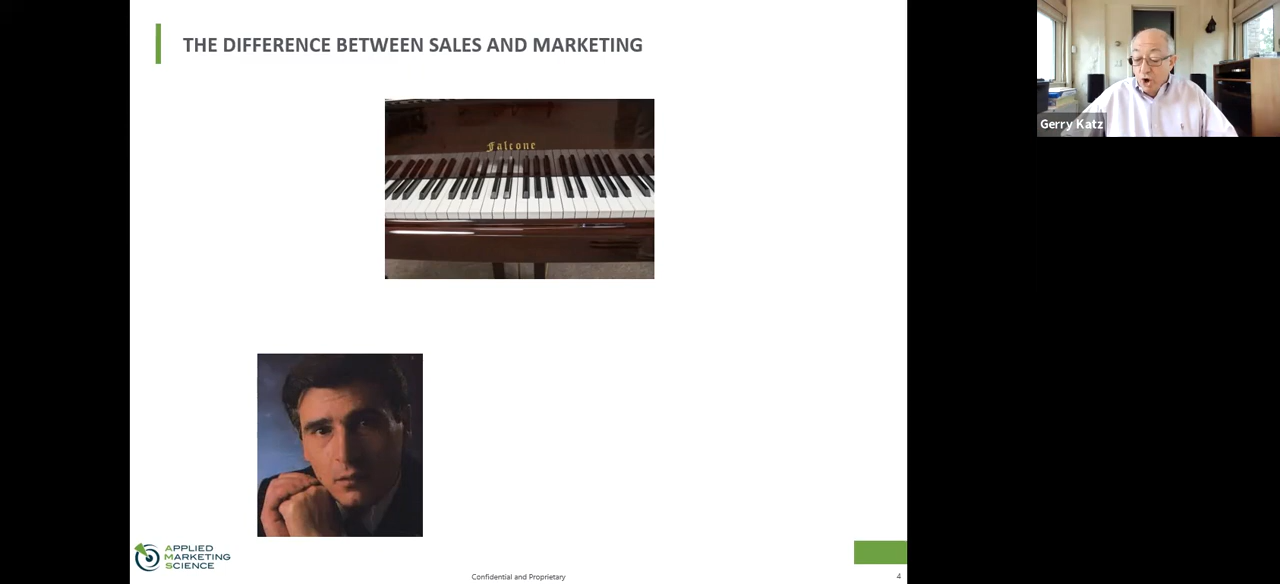 THE DIFFERENCE BETWEEN SALES AND MARKETING
Gerry Katz
Falcone
APPLIED
MARKETING
SCIENCE
Confidential and Proprietary
4